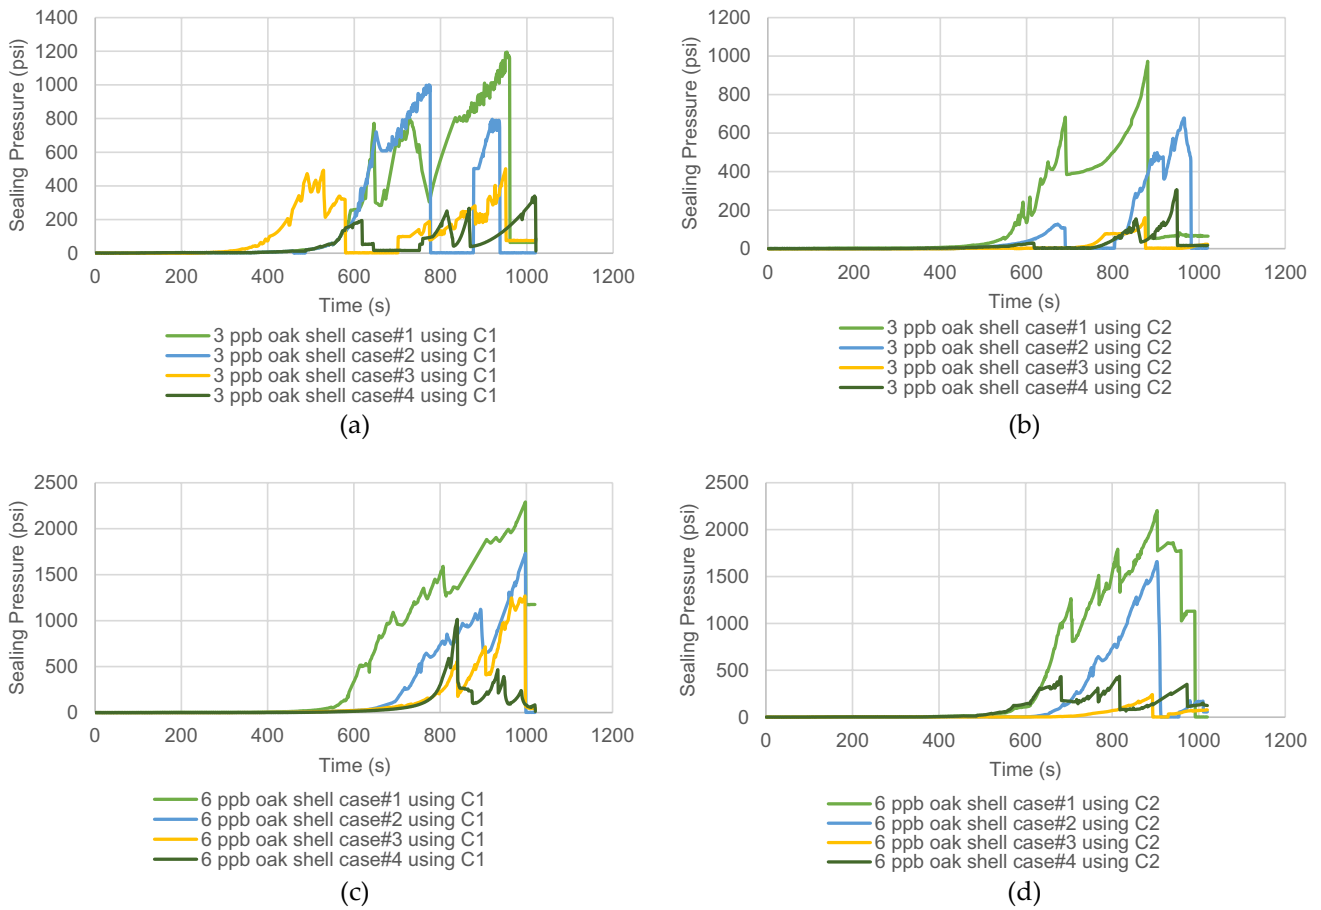 Sealing Pressure (psi)
1400
1200
1000
800
600
400
200
0
0 200 400 600 800 1000 1200
Time (s)
3 ppb oak shell case#1 using C1
3 ppb oak shell case#2 using C1
3 ppb oak shell case#3 using C1
3 ppb oak shell case#4 using C1
(a)
Sealing Pressure (psi)
1200
1000
800
600
400
200
0
0 200 400 600 800 1000 1200
Time (s)
3 ppb oak shell case#1 using C2
3 ppb oak shell case#2 using C2
3 ppb oak shell case#3 using C2
3 ppb oak shell case#4 using C2
(b)
Sealing Pressure (psi)
2500
2000
1500
1000
500
0
0 200 400 600 800 1000 1200
Time (s)
6 ppb oak shell case#1 using C1
6 ppb oak shell case#2 using C1
6 ppb oak shell case#3 using C1
6 ppb oak shell case#4 using C1
(c)
Sealing Pressure (psi)
2500
2000
1500
1000
500
0
0 200 400 600 800 1000 1200
Time (s)
6 ppb oak shell case#1 using C2
6 ppb oak shell case#2 using C2
6 ppb oak shell case#3 using C2
6 ppb oak shell case#4 using C2
(d)